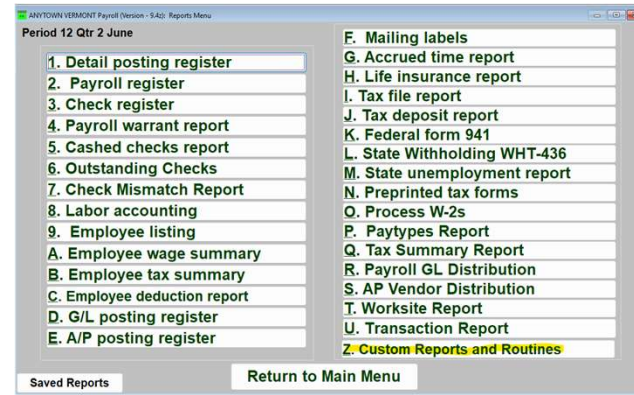 ANYTOWN VERMONT Payroll (Version - 9.4z): Reports Menu
Period 12 Qtr 2 June
1. Detail posting register
2. Payroll register
3. Check register
4. Payroll warrant report
5. Cashed checks report
6. Outstanding Checks
7. Check Mismatch Report
8. Labor accounting
9. Employee listing
A. Employee wage summary
B. Employee tax summary
C. Employee deduction report
D. G/L posting register
E. A/P posting register
F. Mailing labels
G. Accrued time report
H. Life insurance report
I. Tax file report
J. Tax deposit report
K. Federal form 941
L. State Withholding WHT-436
M. State unemployment report
N. Preprinted tax forms
O. Process W-2s
P. Paytypes Report
Q. Tax Summary Report
R. Payroll GL Distribution
S. AP Vendor Distribution
T. Worksite Report
U. Transaction Report
Z. Custom Reports and Routines
Saved Reports
Return to Main Menu